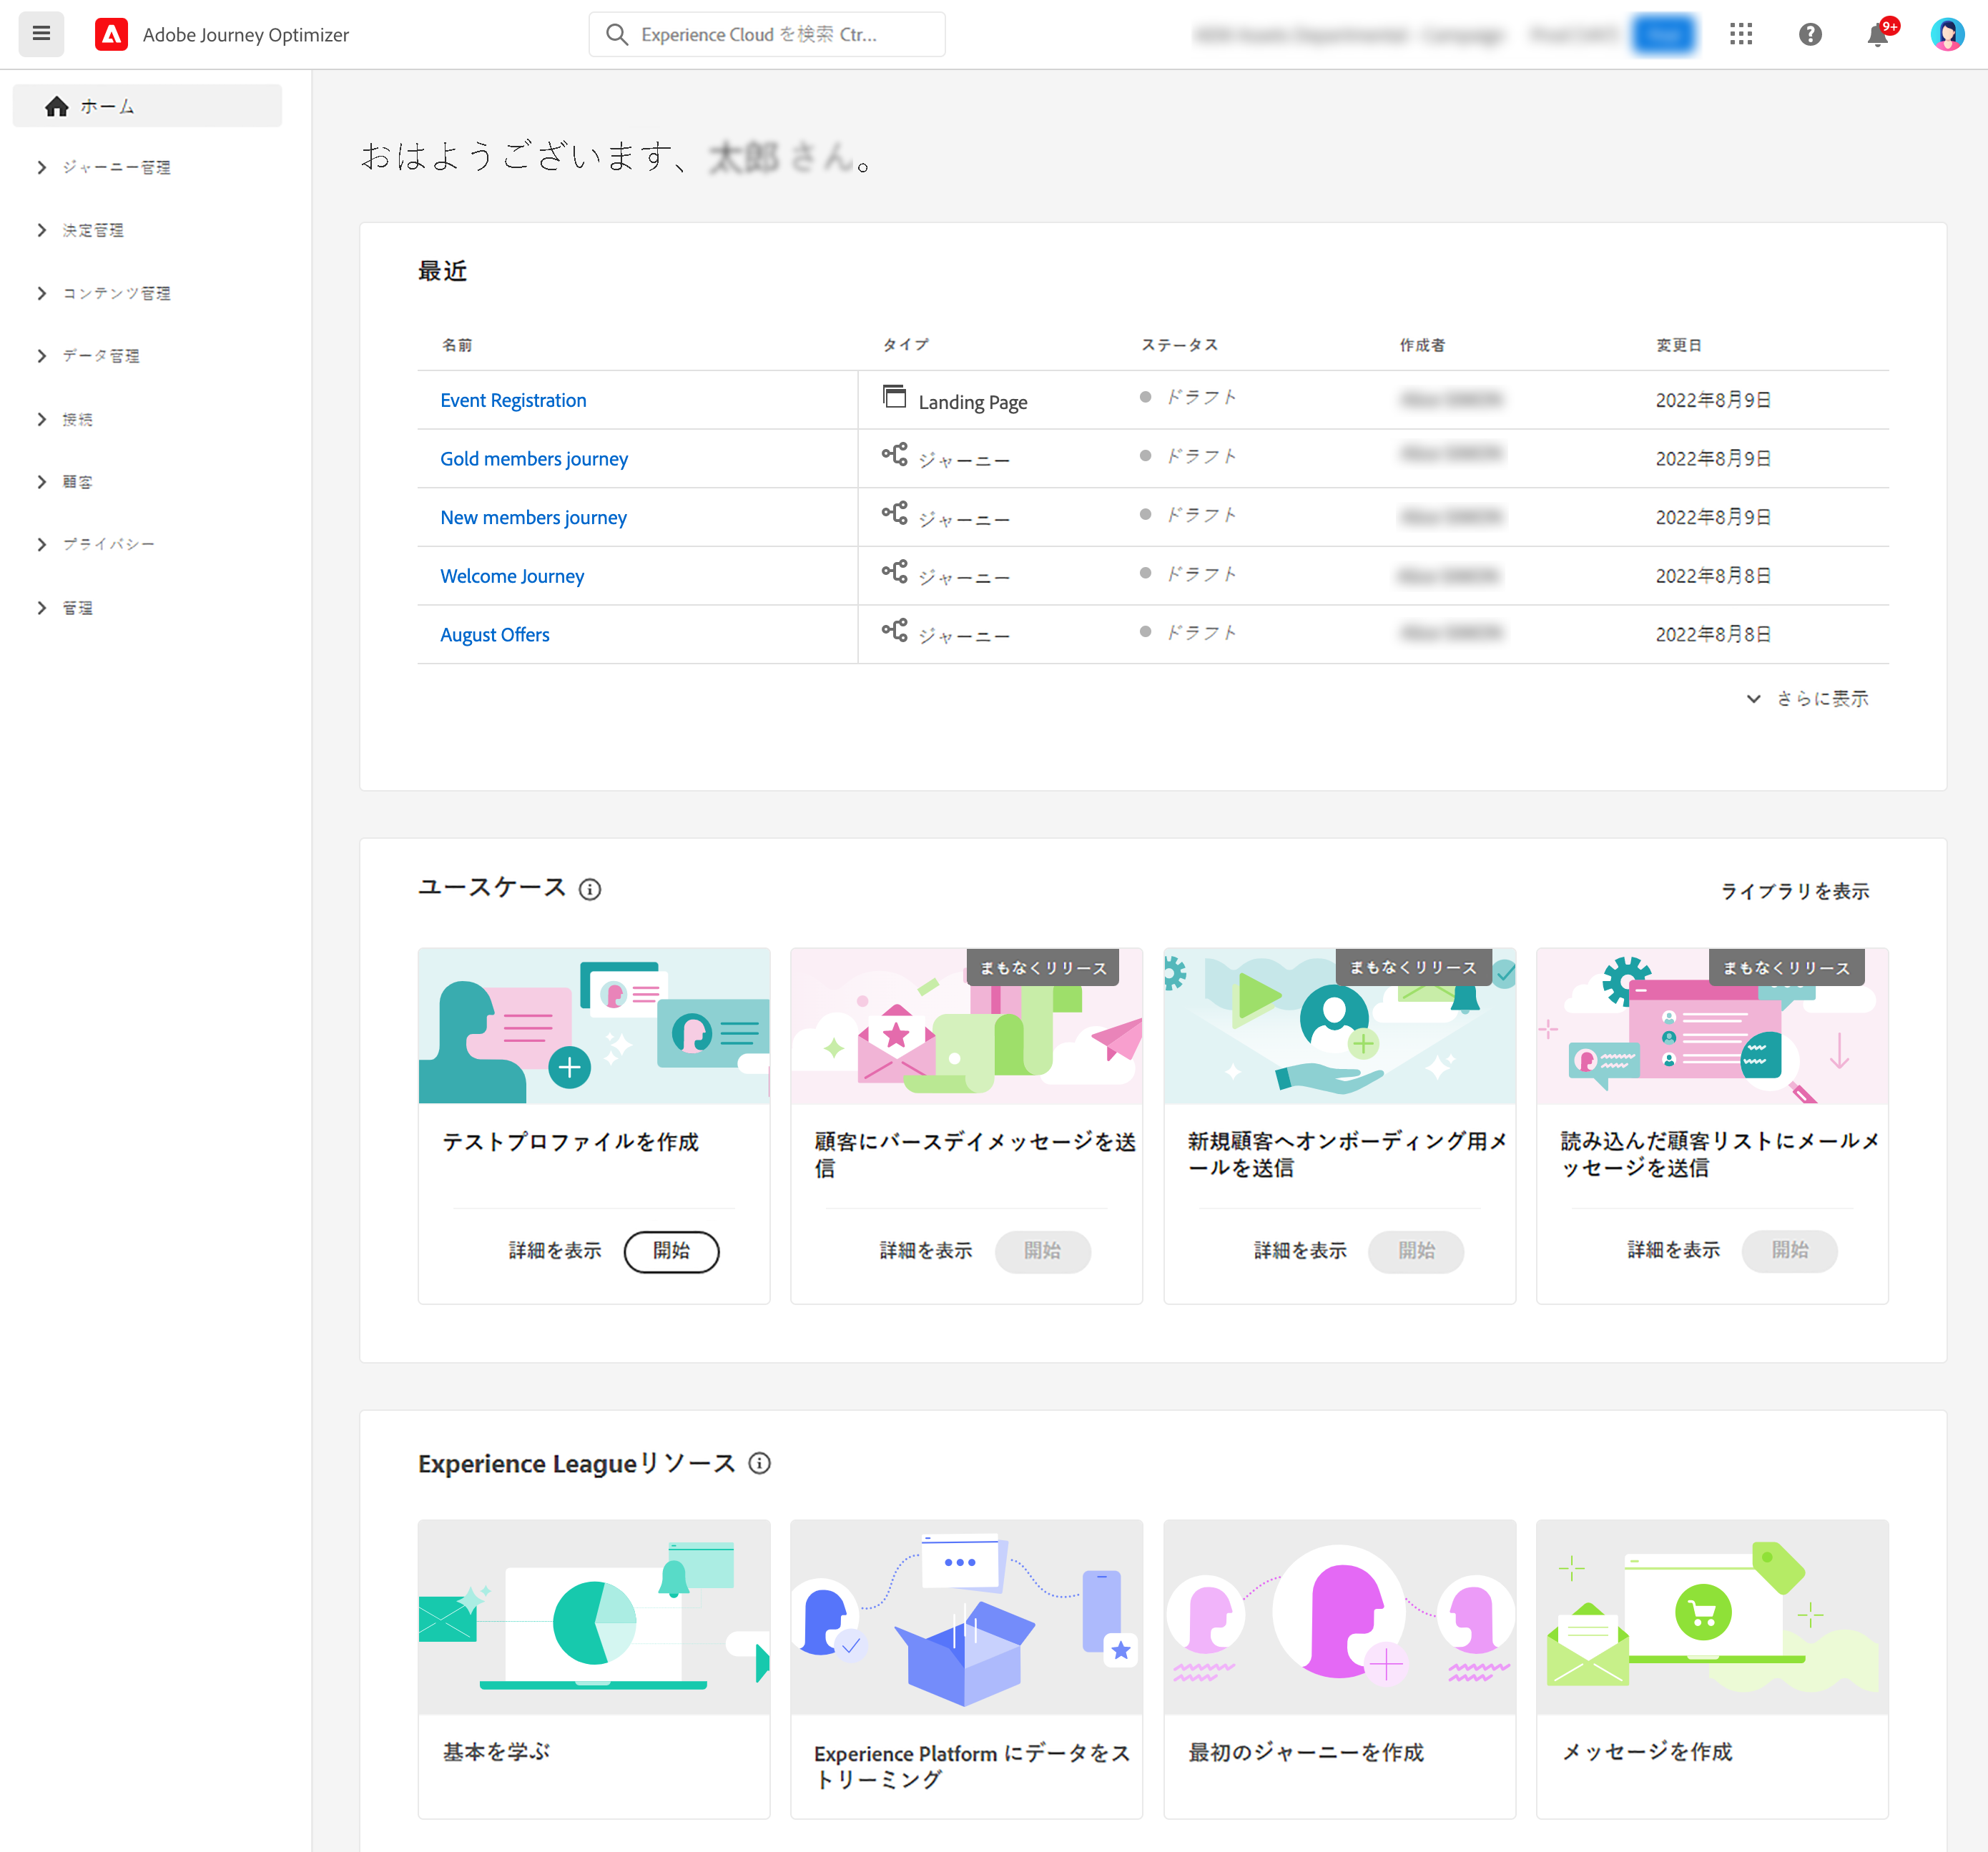 Adobe Journey Optimizer
Experience Cloud を検索 Ctr...
9+
ホーム
ジャーニー管理
決定管理
コンテンツ管理
データ管理
接続
顧客
プライバシー
管理
おはようございます、太郎 さん。
最近
名前 タイプ ステータス 作成者 変更日
Event Registration Landing Page ドラフト 2022年8月9日
Gold members journey ジャーニー ドラフト 2022年8月9日
New members journey ジャーニー ドラフト 2022年8月9日
Welcome Journey ジャーニー ドラフト 2022年8月8日
August Offers ジャーニー ドラフト 2022年8月8日
さらに表示
ユースケース
ライブラリを表示
テストプロファイルを作成
詳細を表示 開始
まもなくリリース
顧客にバースデイメッセージを送
信
詳細を表示 開始
まもなくリリース
新規顧客へオンボーディング用メ
ールを送信
詳細を表示 開始
まもなくリリース
読み込んだ顧客リストにメールメ
ッセージを送信
詳細を表示 開始
Experience Leagueリソース
基本を学ぶ
Experience Platform にデータをス
トリーミング
最初のジャーニーを作成
メッセージを作成